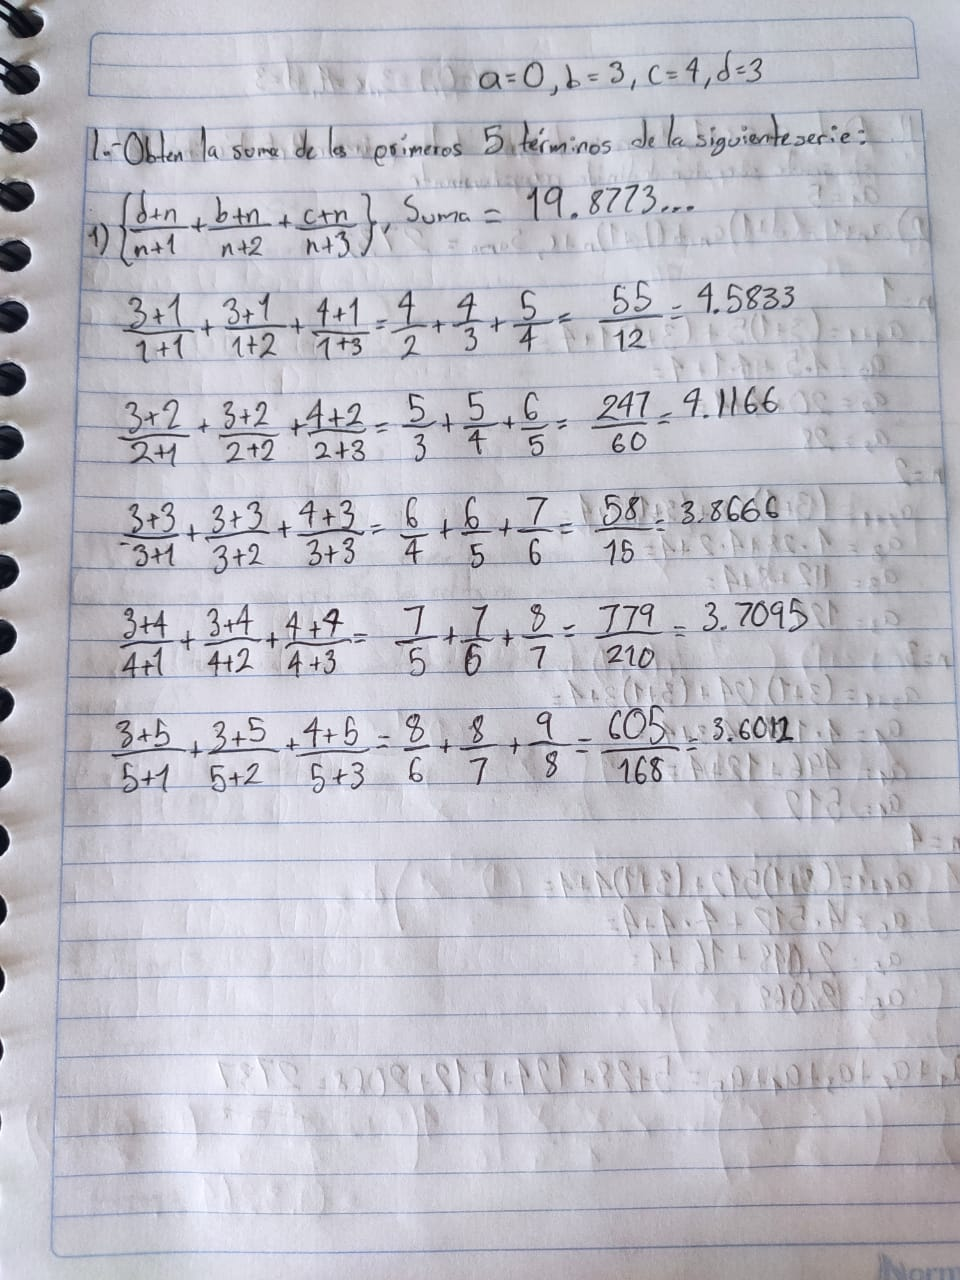 a=0, b=3, c=4, d=3
1.-Obten la suma de los primeros 5 términos de la siguiente serie:
1) {d+n/n+1 + b+n/n+2 + c+n/n+3}, Suma = 19.8773...
3+1/1+1 + 3+1/1+2 + 4+1/1+3 = 4/2 + 4/3 + 5/4 = 55/12 = 4.5833
3+2/2+1 + 3+2/2+2 + 4+2/2+3 = 5/3 + 5/4 + 6/5 = 247/60 = 4.1166
3+3/3+1 + 3+3/3+2 + 4+3/3+3 = 6/4 + 6/5 + 7/6 = 58/15 = 3.8666
3+4/4+1 + 3+4/4+2 + 4+4/4+3 = 7/5 + 7/6 + 8/7 = 779/210 = 3.7095
3+5/5+1 + 3+5/5+2 + 4+5/5+3 = 8/6 + 8/7 + 9/8 = 605/168 = 3.6012
Norm